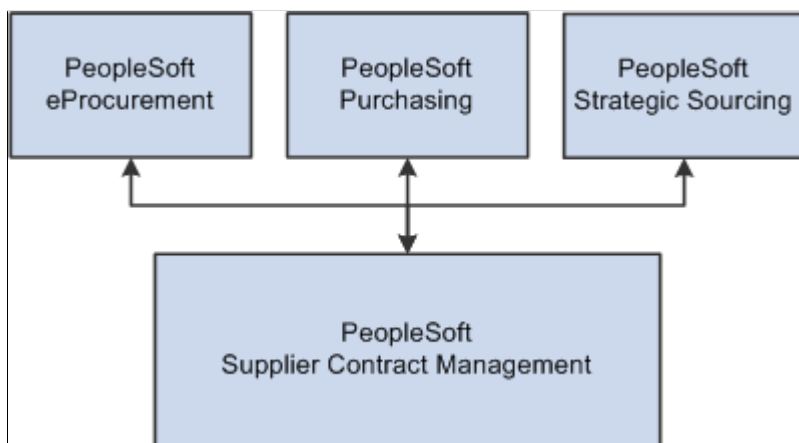 PeopleSoft
eProcurement
PeopleSoft
Purchasing
PeopleSoft
Strategic Sourcing
PeopleSoft
Supplier Contract Management